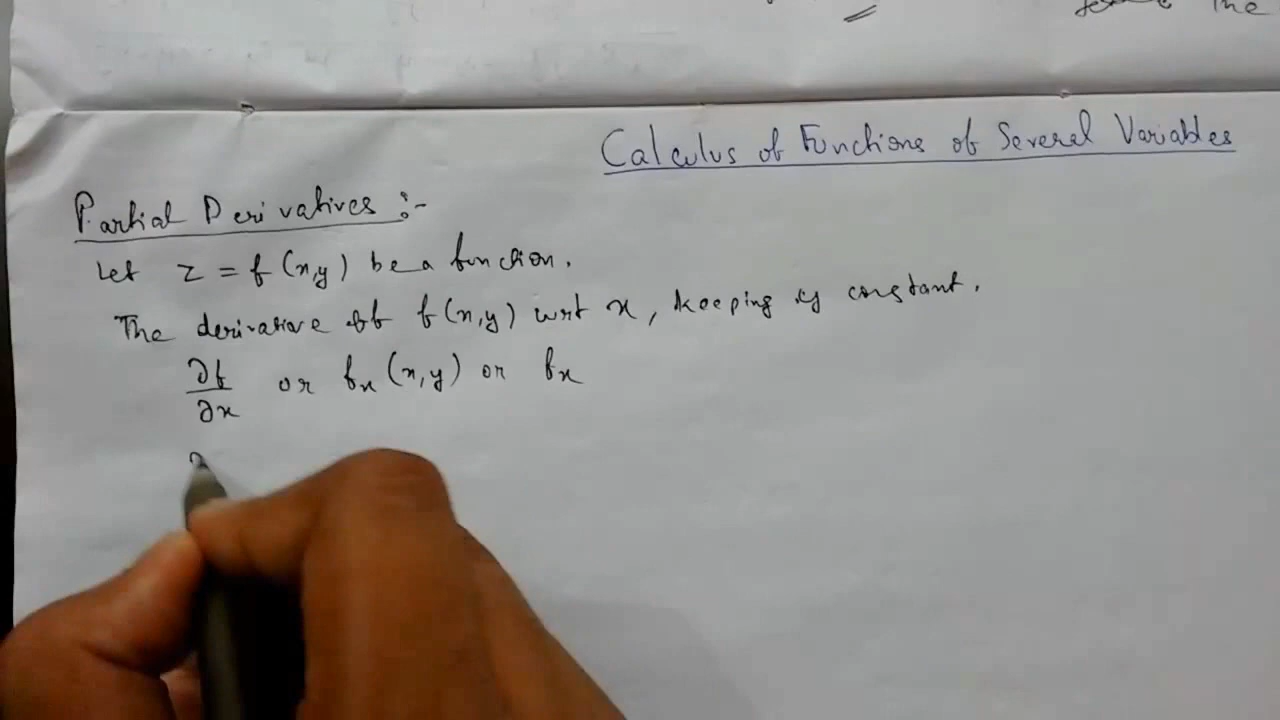 The
Calculus of Functions of Several Variables
Partial Derivatives :-
Let z = f(x,y) be a function.
The derivative of f(x,y) wrt x, keeping y constant.
∂f/∂x or fx(x,y) or fx
∂